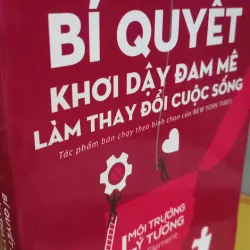 BÍ QUYẾT
KHƠI DẬY ĐAM MÊ
LÀM THAY ĐỔI CUỘC SỐNG
Tác phẩm bán chạy theo bình chọn của NEW YORK TIMES
MÔI TRƯỜNG
LÝ TƯỞNG
Element
BÍ QUYẾT